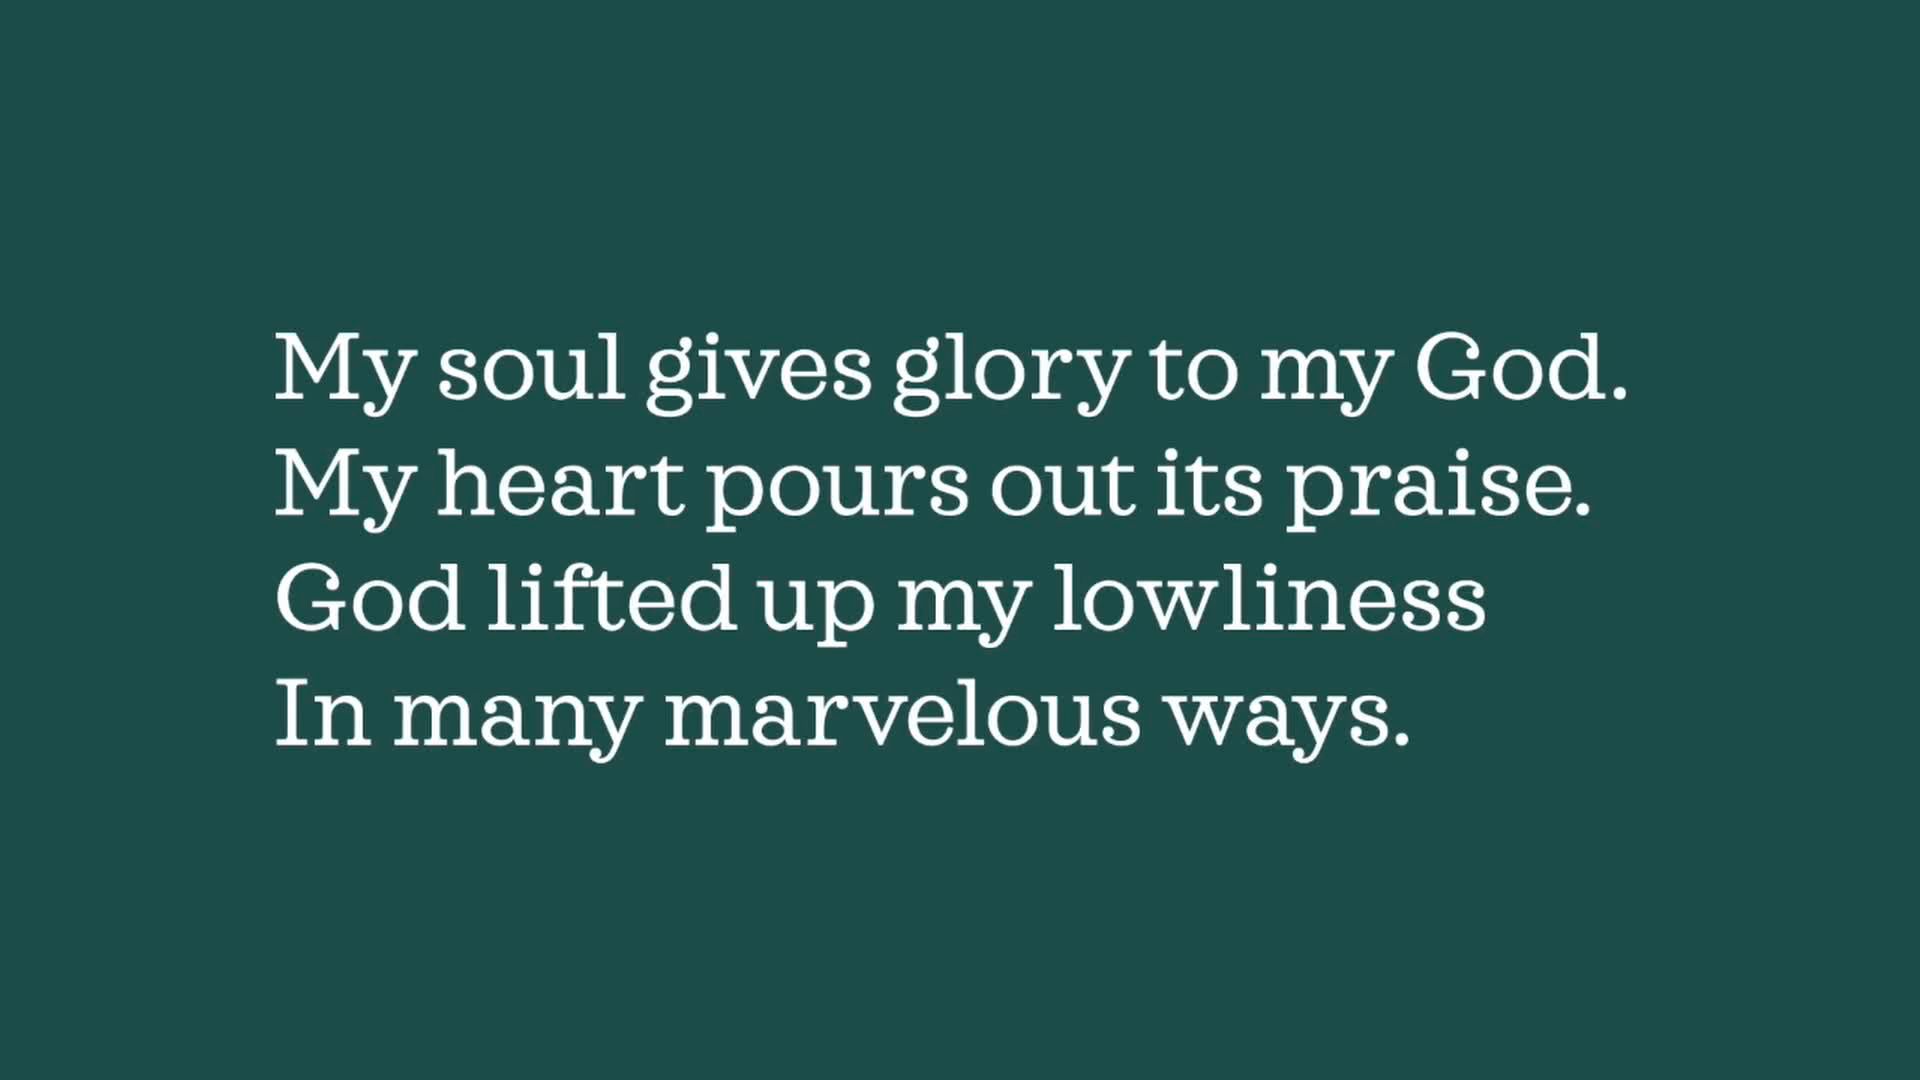 My soul gives glory to my God.
My heart pours out its praise.
God lifted up my lowliness
In many marvelous ways.